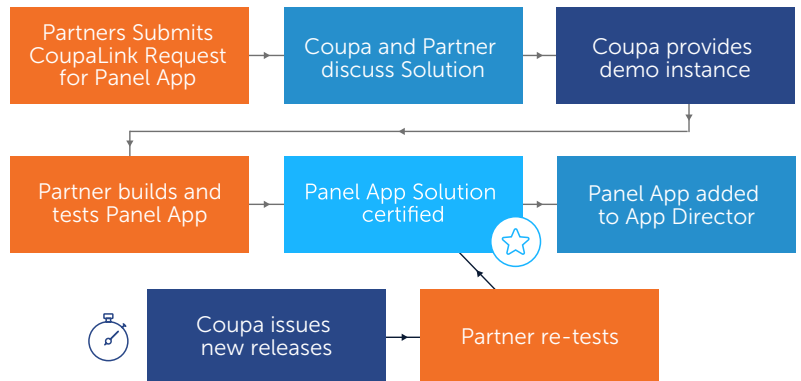 Partners Submits
CoupaLink Request
for Panel App
Coupa and Partner
discuss Solution
Coupa provides
demo instance
Partner builds and
tests Panel App
Panel App Solution
certified
Panel App added
to App Director
Coupa issues
new releases
Partner re-tests